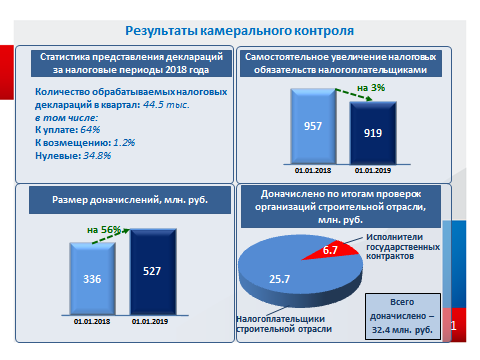 Результаты камерального контроля
Статистика представления деклараций
за налоговые периоды 2018 года
Количество обрабатываемых налоговых
деклараций в квартал: 44.5 тыс.
в том числе:
К уплате: 64%
К возмещению: 1.2%
Нулевые: 34.8%
Самостоятельное увеличение налоговых
обязательств налогоплательщиками
на 3%
957
919
01.01.2018
01.01.2019
Размер доначислений, млн. руб.
на 56%
336
527
01.01.2018
01.01.2019
Доначислено по итогам проверок
организаций строительной отрасли,
млн. руб.
6.7
25.7
Исполнители
государственных
контрактов
Налогоплательщики
строительной отрасли
Всего
доначислено –
32.4 млн. руб.
1